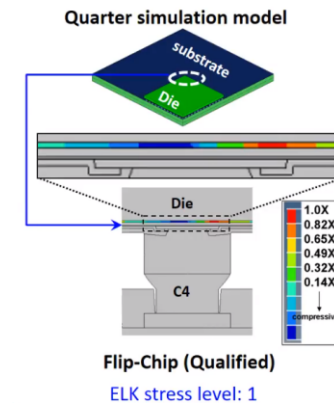 Quarter simulation model
substrate
Die
Die
1.0X
0.82X
0.65X
0.49X
0.32X
0.14X
compressive
C4
Flip-Chip (Qualified)
ELK stress level: 1